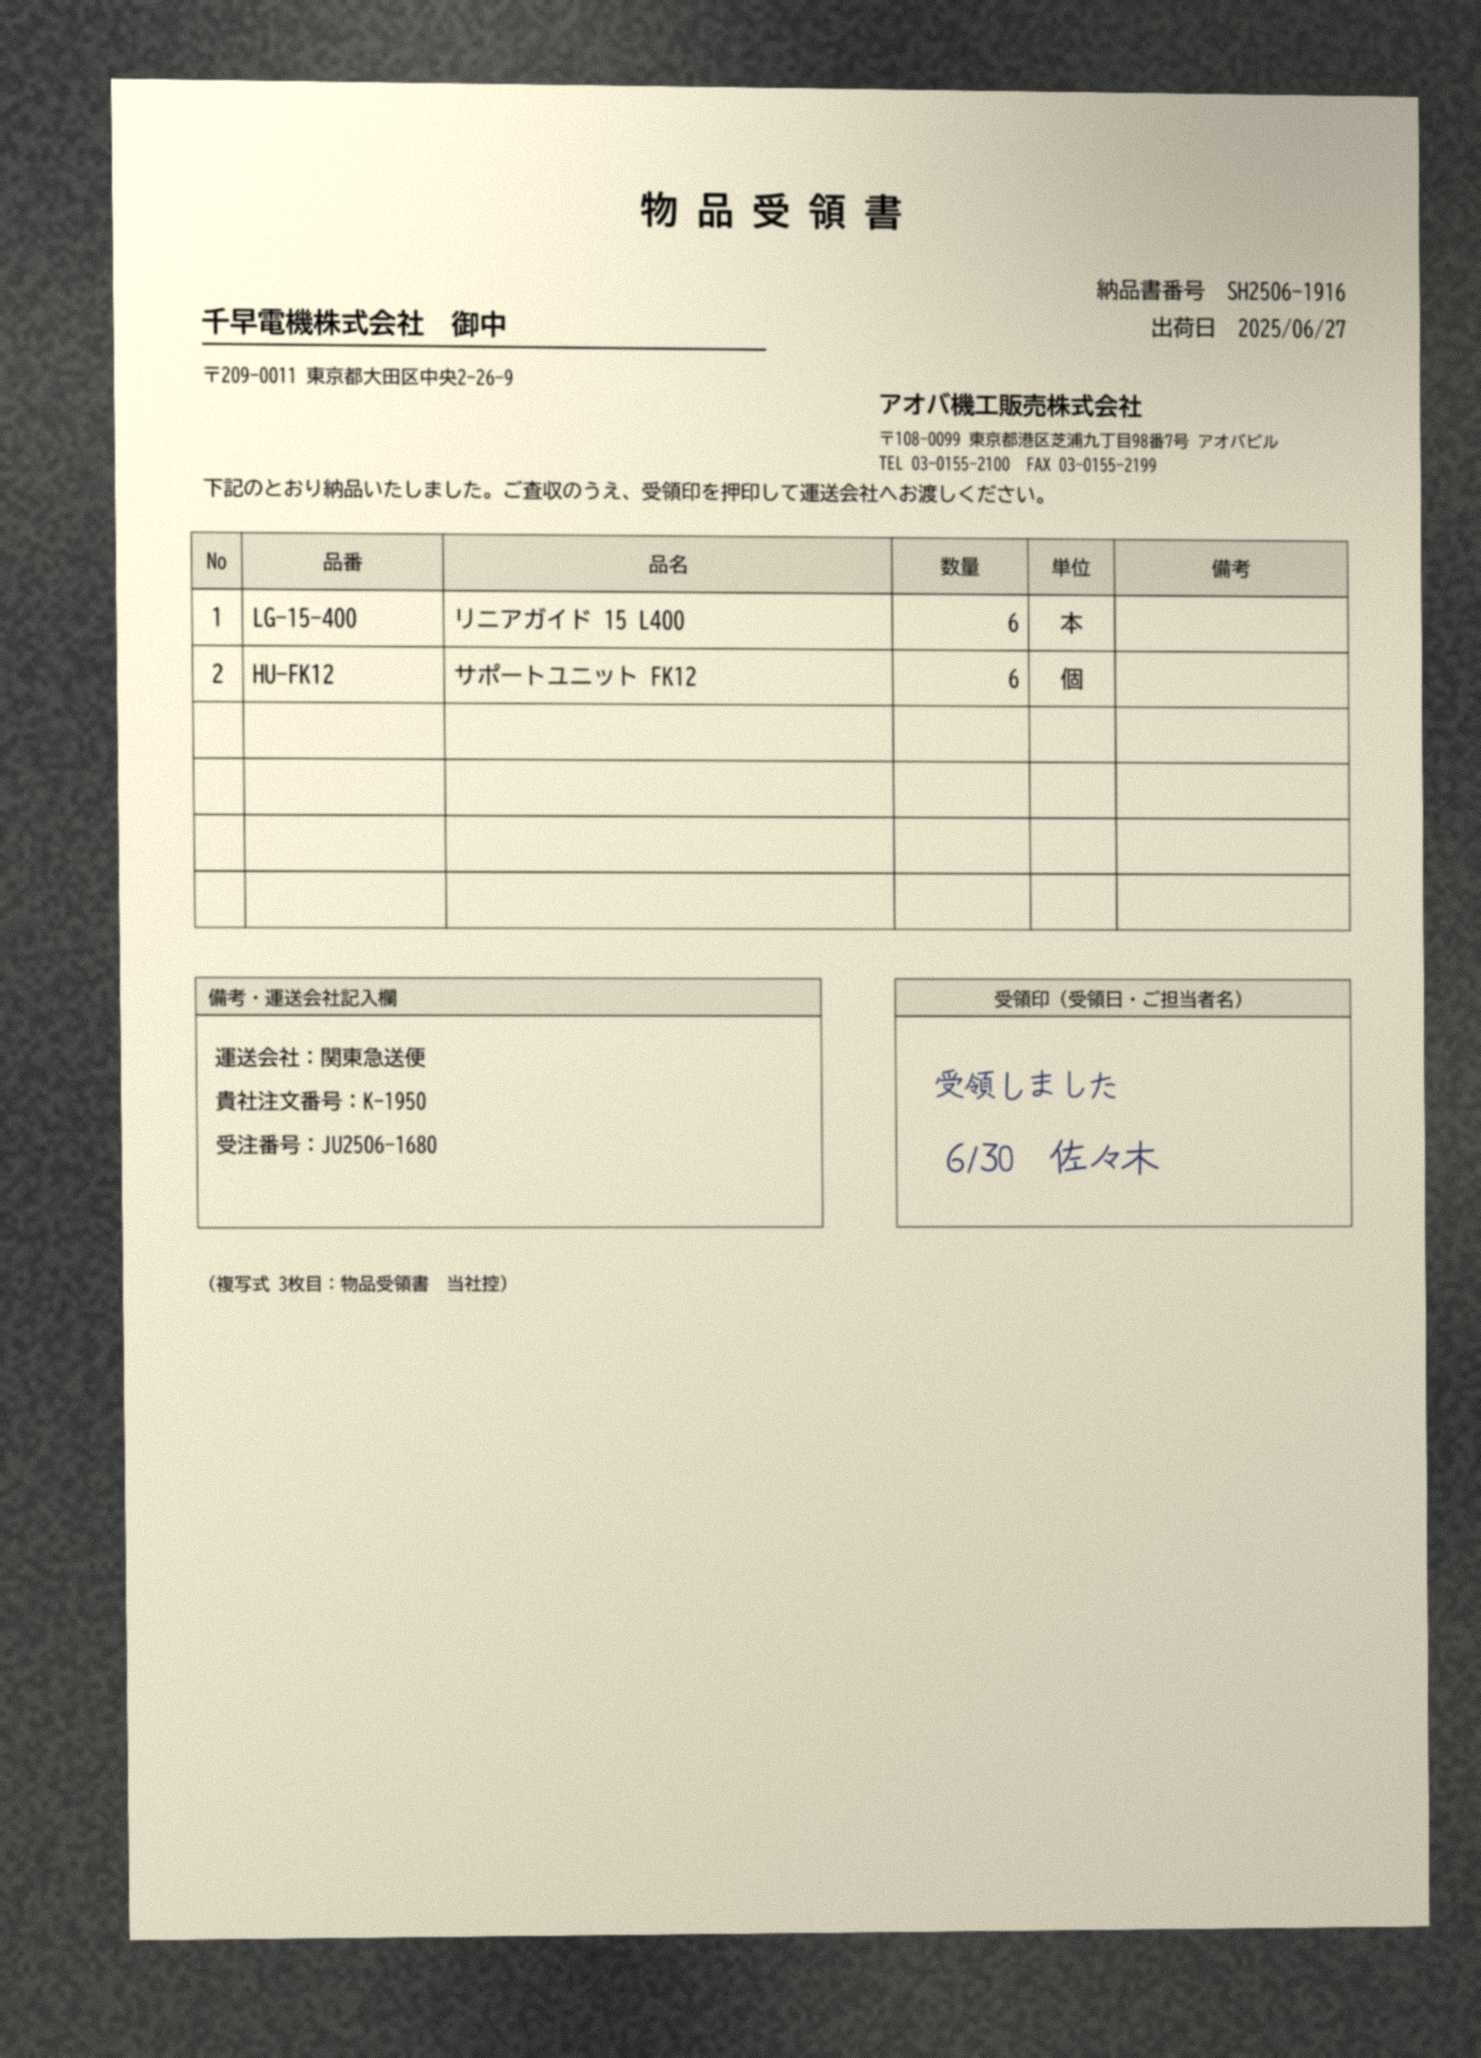 物品受領書
納品書番号　SH2506-1916
出荷日　2025/06/27
千早電機株式会社　御中
〒209-0011 東京都大田区中央2-26-9
アオバ機工販売株式会社
〒108-0099 東京都港区芝浦九丁目98番7号 アオバビル
TEL 03-0155-2100　FAX 03-0155-2199
下記のとおり納品いたしました。ご査収のうえ、受領印を押印して運送会社へお渡しください。
No 品番 品名 数量 単位 備考
1 LG-15-400 リニアガイド 15 L400 6 本
2 HU-FK12 サポートユニット FK12 6 個
備考・運送会社記入欄
運送会社：関東急送便
貴社注文番号：K-1950
受注番号：JU2506-1680
受領印（受領日・ご担当者名）
受領しました
6/30　佐々木
（複写式 3枚目：物品受領書　当社控）